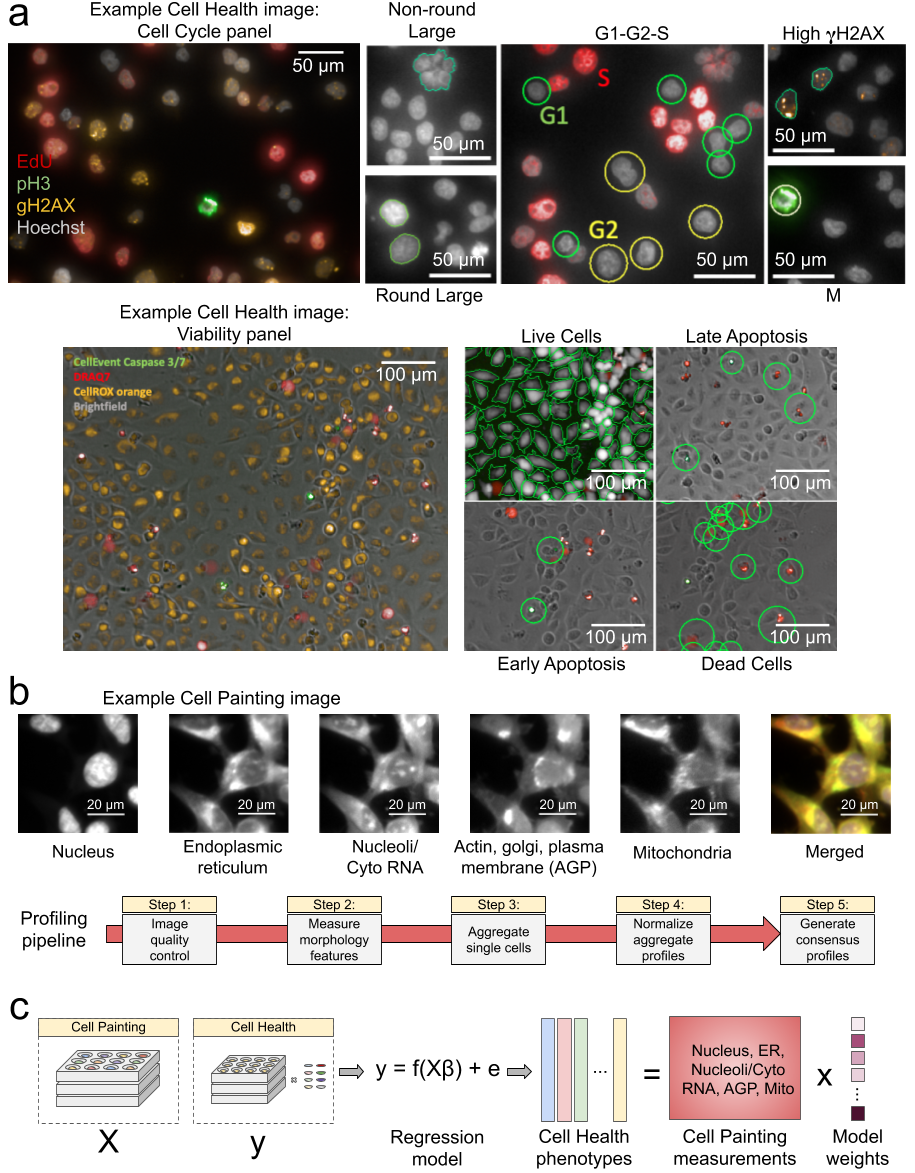 a
Example Cell Health image:
Cell Cycle panel
50 µm
EdU
pH3
gH2AX
Hoechst
Non-round
Large
50 µm
50 µm
Round Large
G1-G2-S
S
G1
G2
50 µm
High γH2AX
50 µm
50 µm
M
Example Cell Health image:
Viability panel
CellEvent Caspase 3/7
DRAQ7
CellROX orange
Brightfield
100 µm
Live Cells
Late Apoptosis
100 µm
100 µm
100 µm
100 µm
Early Apoptosis
Dead Cells
b
Example Cell Painting image
20 µm
20 µm
20 µm
20 µm
20 µm
20 µm
Nucleus
Endoplasmic
reticulum
Nucleoli/
Cyto RNA
Actin, golgi, plasma
membrane (AGP)
Mitochondria
Merged
Profiling
pipeline
Step 1:
Image
quality
control
Step 2:
Measure
morphology
features
Step 3:
Aggregate
single cells
Step 4:
Normalize
aggregate
profiles
Step 5:
Generate
consensus
profiles
c
Cell Painting
X
Cell Health
y
y = f(Xβ) + e
Regression
model
...
Cell Health
phenotypes
=
Nucleus, ER,
Nucleoli/Cyto
RNA, AGP, Mito
Cell Painting
measurements
x
⋮
Model
weights